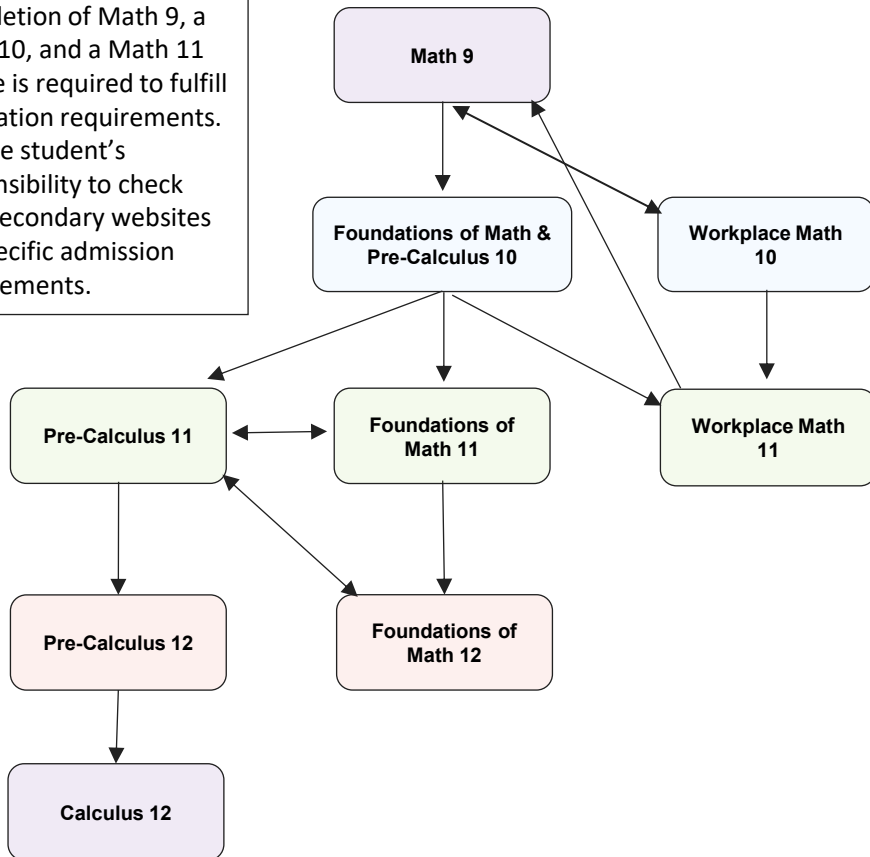 letion of Math 9, a
10, and a Math 11
e is required to fulfill
ation requirements.
e student's
nsibility to check
econdary websites
ecific admission
ements.
Math 9
Foundations of Math &
Pre-Calculus 10
Workplace Math
10
Pre-Calculus 11
Foundations of
Math 11
Workplace Math
11
Pre-Calculus 12
Foundations of
Math 12
Calculus 12